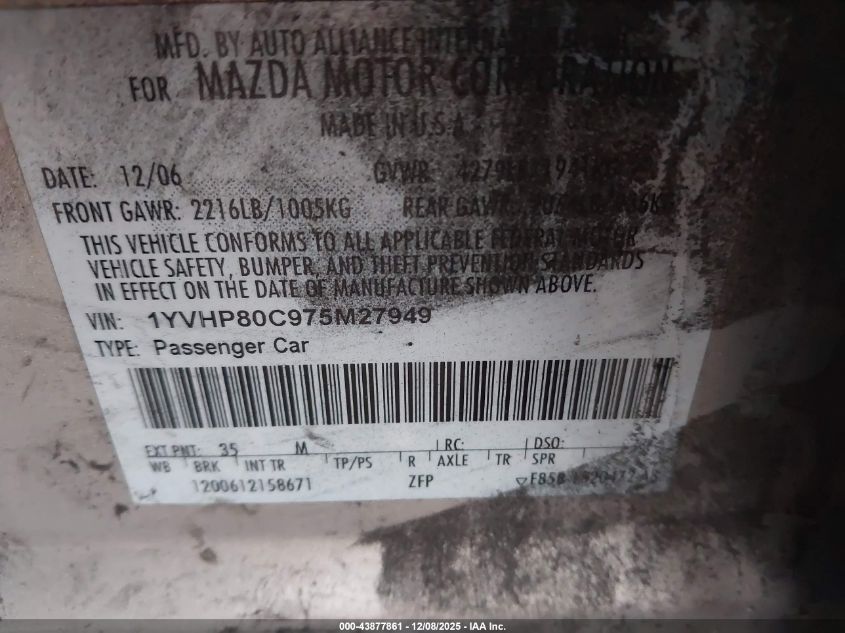 MFD. BY AUTO ALLIANCE
FOR MAZDA MOTOR CORPORATION
MADE IN U.S.A
DATE: 12/06 GVWR
FRONT GAWR: 2216LB/1005KG REAR GAWR
THIS VEHICLE CONFORMS TO ALL APPLICABLE FEDERAL MOTOR
VEHICLE SAFETY, BUMPER, AND THEFT PREVENTION STANDARDS
IN EFFECT ON THE DATE OF MANUFACTURE SHOWN ABOVE.
VIN: 1YVHP80C975M27949
TYPE: Passenger Car
EXT PNT: 35 M RC: DSO:
WB BRK INT TR TP/PS R AXLE TR SPR
1200612158671 ZFP
000-43877861 - 12/08/2025 - IAA Inc.